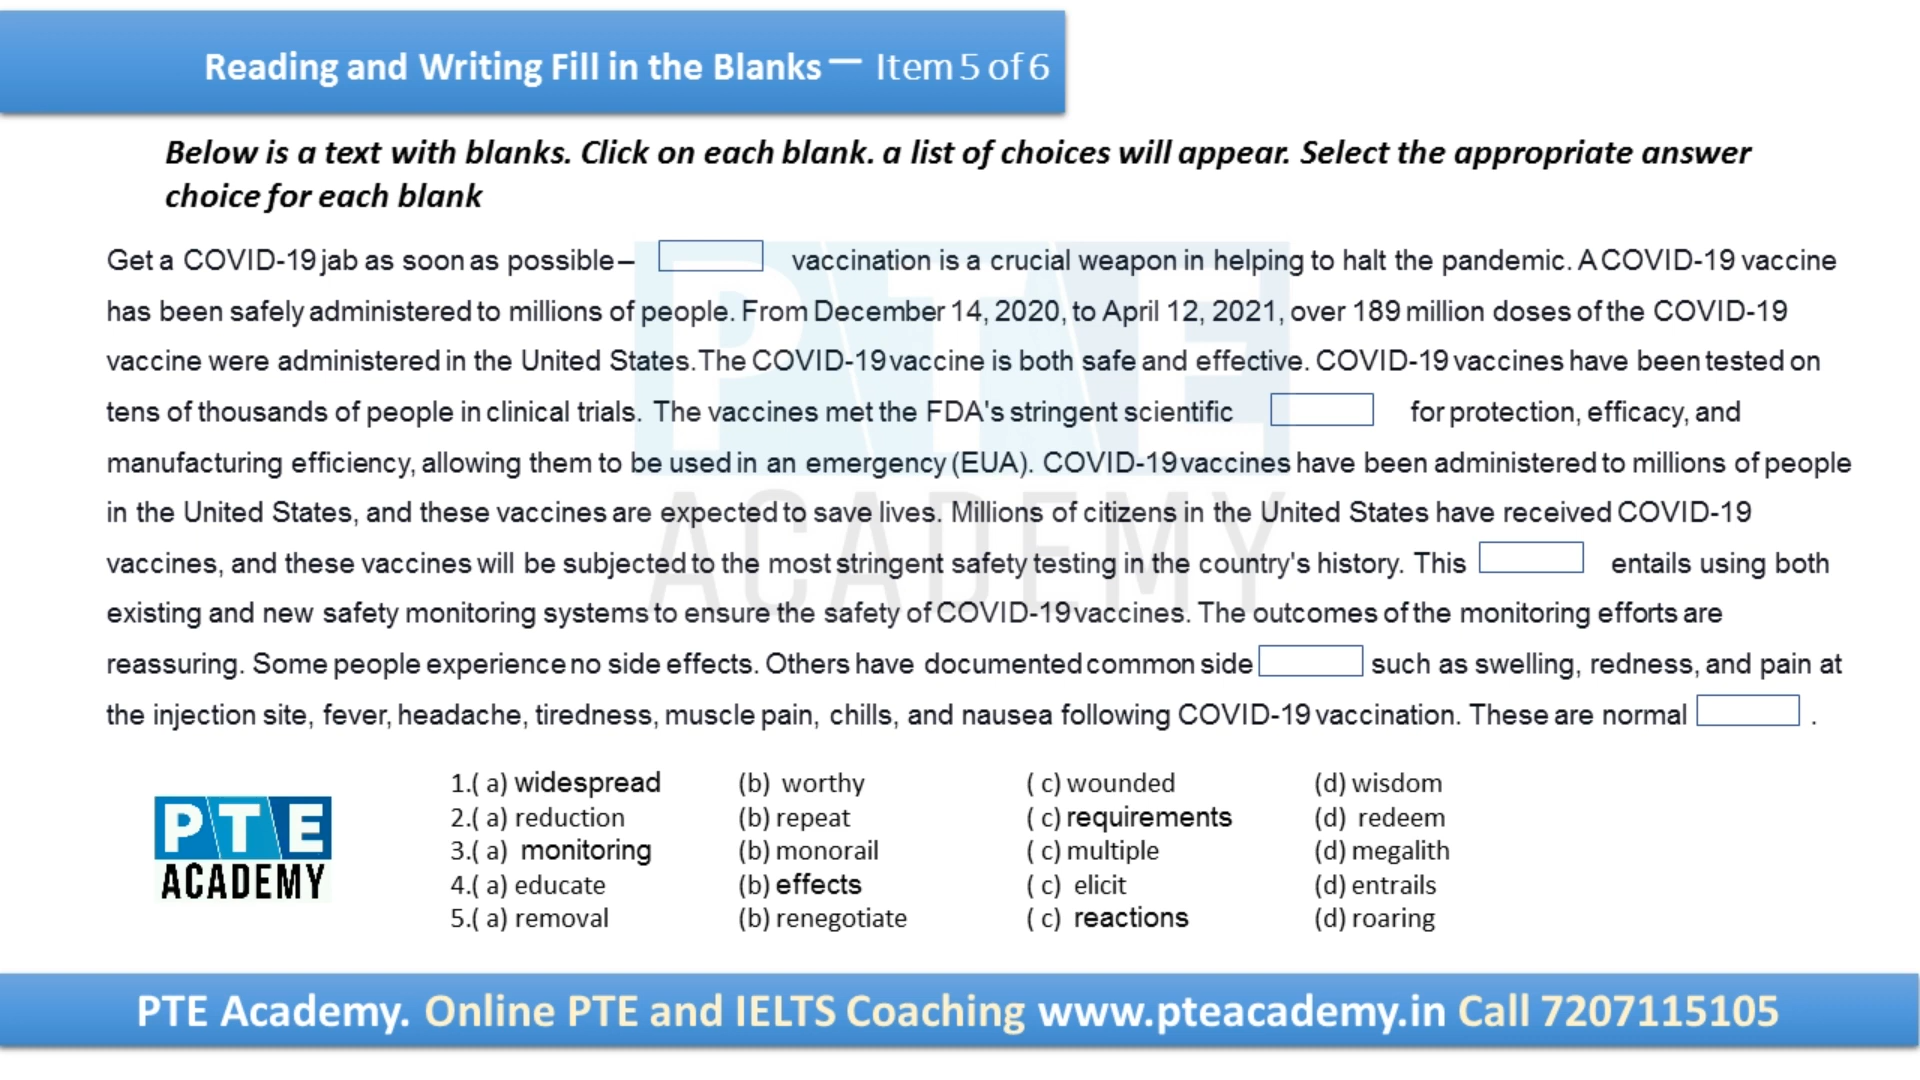 Reading and Writing Fill in the Blanks — Item 5 of 6
Below is a text with blanks. Click on each blank. a list of choices will appear. Select the appropriate answer
choice for each blank
Get a COVID-19 jab as soon as possible– vaccination is a crucial weapon in helping to halt the pandemic. A COVID-19 vaccine
has been safely administered to millions of people. From December 14, 2020, to April 12, 2021, over 189 million doses of the COVID-19
vaccine were administered in the United States. The COVID-19 vaccine is both safe and effective. COVID-19 vaccines have been tested on
tens of thousands of people in clinical trials. The vaccines met the FDA's stringent scientific for protection, efficacy, and
manufacturing efficiency, allowing them to be used in an emergency (EUA). COVID-19 vaccines have been administered to millions of people
in the United States, and these vaccines are expected to save lives. Millions of citizens in the United States have received COVID-19
vaccines, and these vaccines will be subjected to the most stringent safety testing in the country's history. This entails using both
existing and new safety monitoring systems to ensure the safety of COVID-19 vaccines. The outcomes of the monitoring efforts are
reassuring. Some people experience no side effects. Others have documented common side such as swelling, redness, and pain at
the injection site, fever, headache, tiredness, muscle pain, chills, and nausea following COVID-19 vaccination. These are normal .
PTE
ACADEMY
1.( a) widespread (b) worthy ( c) wounded (d) wisdom
2.( a) reduction (b) repeat ( c) requirements (d) redeem
3.( a) monitoring (b) monorail ( c) multiple (d) megalith
4.( a) educate (b) effects ( c) elicit (d) entrails
5.( a) removal (b) renegotiate ( c) reactions (d) roaring
PTE
ACADEMY
PTE Academy. Online PTE and IELTS Coaching www.pteacademy.in Call 7207115105